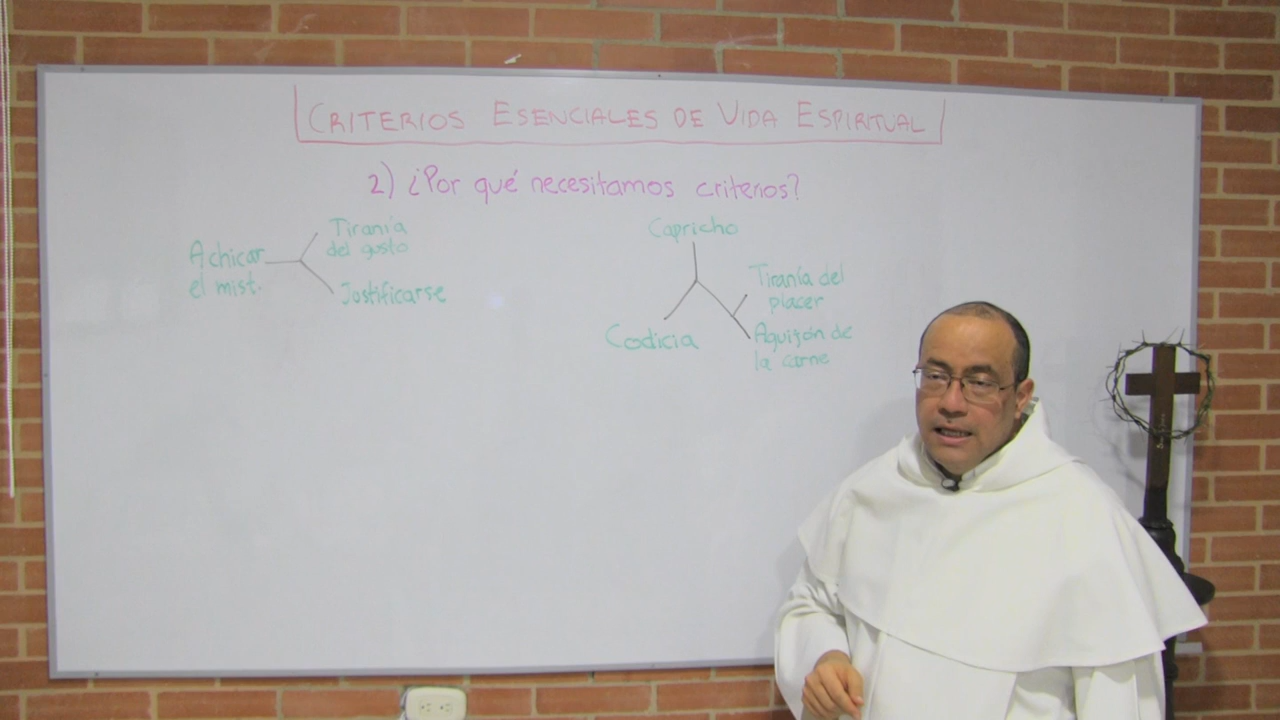 CRITERIOS ESENCIALES DE VIDA ESPIRITUAL
2) ¿Por qué necesitamos criterios?
Achicar
el mist.
Tiranía
del gusto
Justificarse
Capricho
Codicia
Tiranía del
placer
Aguijón de
la carne